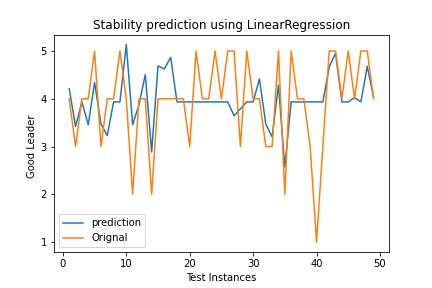 Stability prediction using LinearRegression
Good Leader
5
4
3
2
1
prediction
Orignal
0 10 20 30 40 50
Test Instances